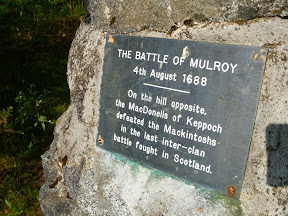 THE BATTLE OF MULROY
4th August 1688
On the hill opposite,
the MacDonells of Keppoch
defeated the Mackintoshs
in the last inter-clan
battle fought in Scotland.